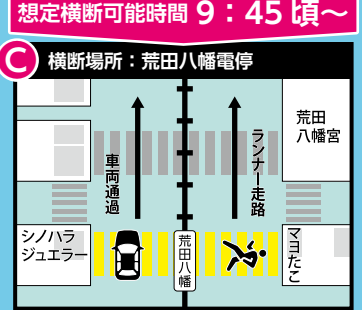 想定横断可能時間 9：45 頃～
C 横断場所：荒田八幡電停
荒田
八幡宮
車両通過
ランナー走路
シノハラ
ジュエラー
荒田八幡
マヨたこ